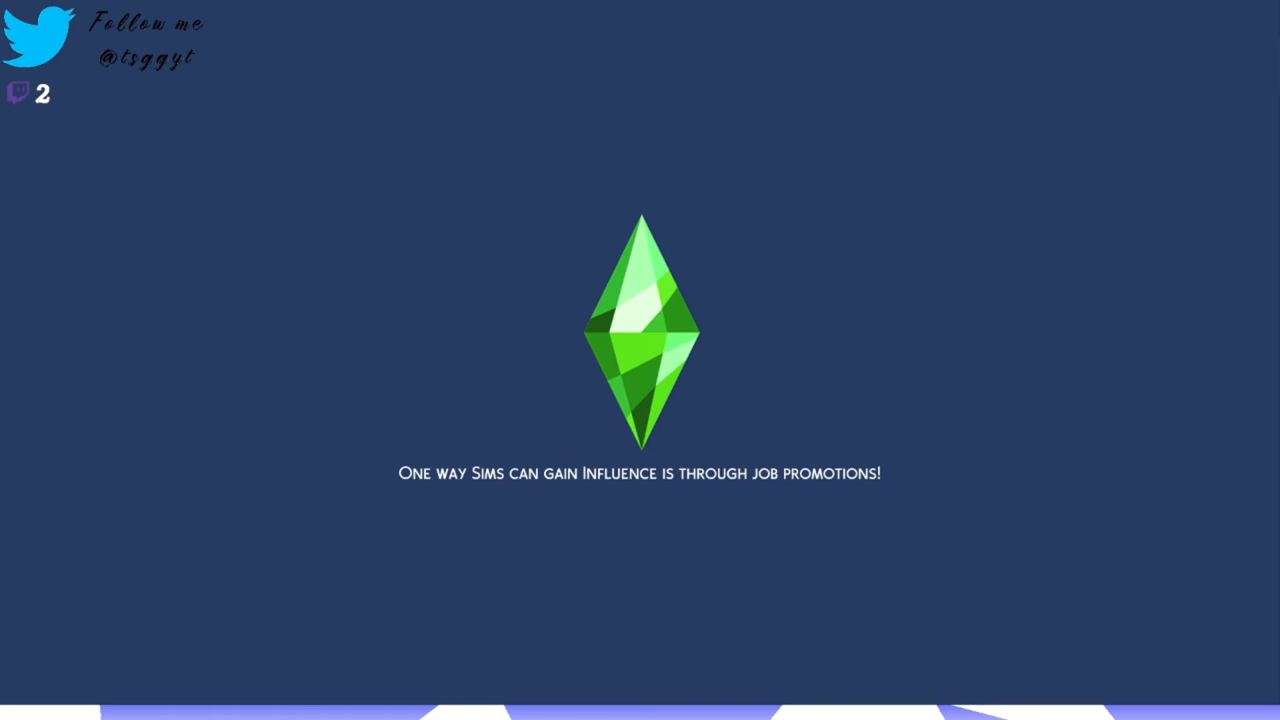 Follow me
@tsggyt
2
One way Sims can gain Influence is through job promotions!